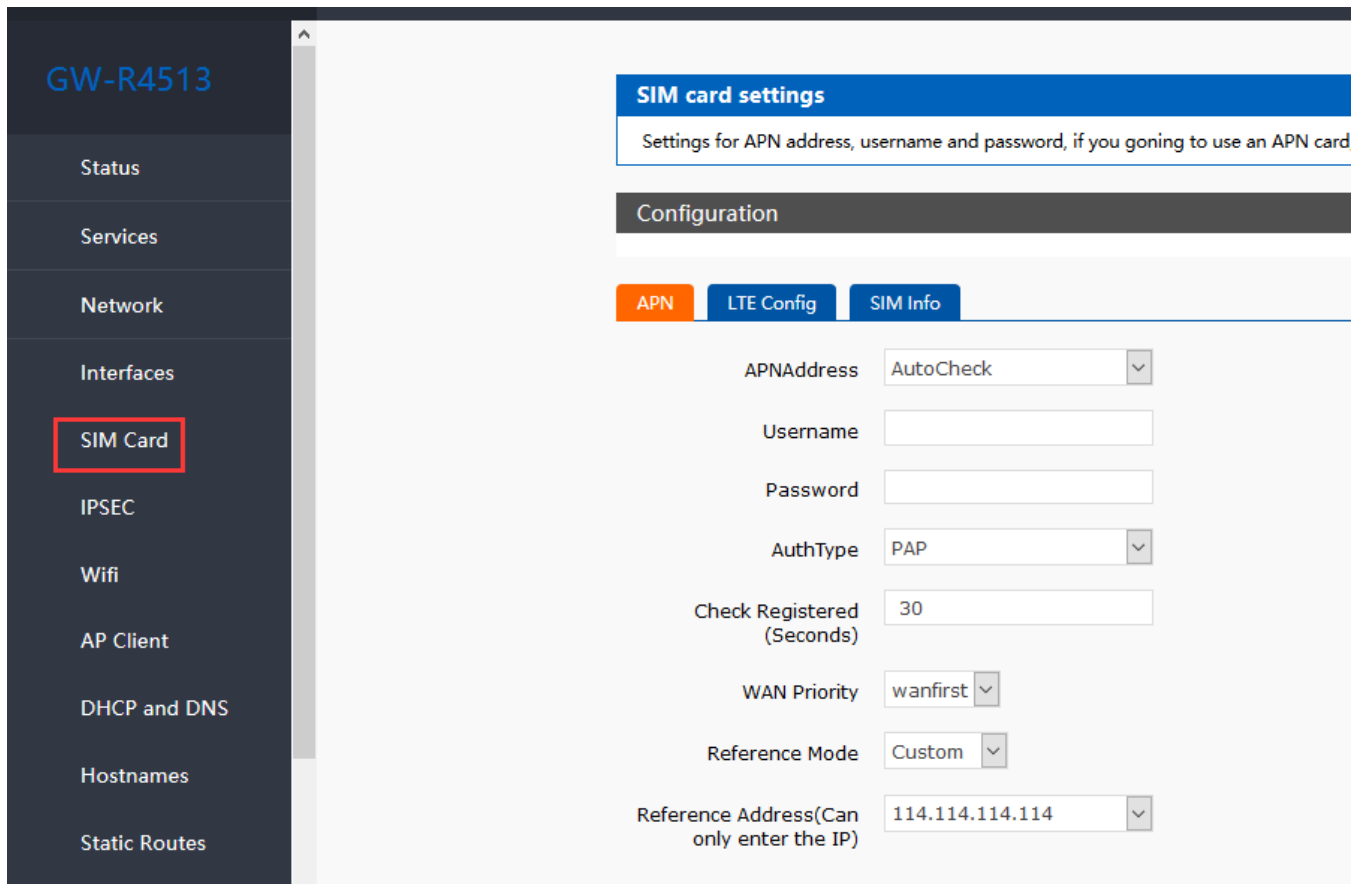 GW-R4513
Status
Services
Network
Interfaces
SIM Card
IPSEC
Wifi
AP Client
DHCP and DNS
Hostnames
Static Routes
SIM card settings
Settings for APN address, username and password, if you goning to use an APN card,
Configuration
APN LTE Config SIM Info
APNAddress AutoCheck
Username
Password
AuthType PAP
Check Registered 30
(Seconds)
WAN Priority wanfirst
Reference Mode Custom
Reference Address(Can 114.114.114.114
only enter the IP)